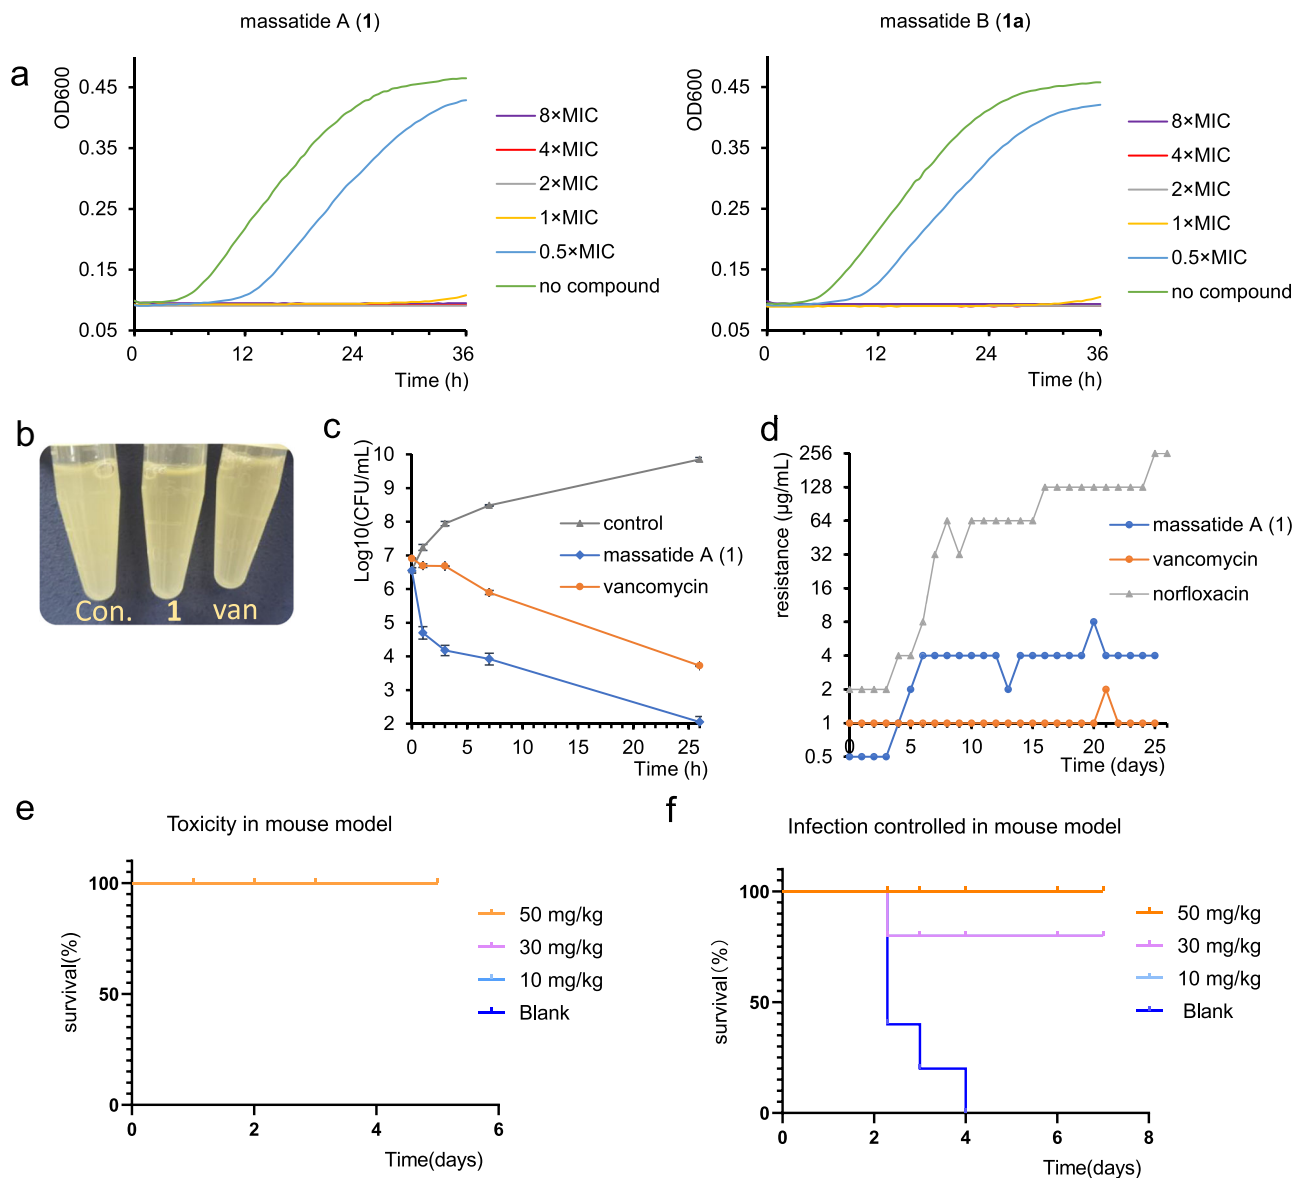 massatide A (1)
massatide B (1a)
a
OD600
0.45
0.35
0.25
0.15
0.05
0
12
24
36
Time (h)
8×MIC
4×MIC
2×MIC
1×MIC
0.5×MIC
no compound
OD600
0.45
0.35
0.25
0.15
0.05
0
12
24
36
Time (h)
8×MIC
4×MIC
2×MIC
1×MIC
0.5×MIC
no compound
b
Con. 1 van
c
Log10(CFU/mL)
10
9
8
7
6
5
4
3
2
0
5
10
15
20
25
Time (h)
control
massatide A (1)
vancomycin
d
resistance (µg/mL)
256
128
64
32
16
8
4
2
1
0.5
0
5
10
15
20
25
Time (days)
massatide A (1)
vancomycin
norfloxacin
e
Toxicity in mouse model
survival(%)
100
50
0
0
2
4
6
Time(days)
50 mg/kg
30 mg/kg
10 mg/kg
Blank
f
Infection controlled in mouse model
survival(%)
100
50
0
0
2
4
6
8
Time(days)
50 mg/kg
30 mg/kg
10 mg/kg
Blank